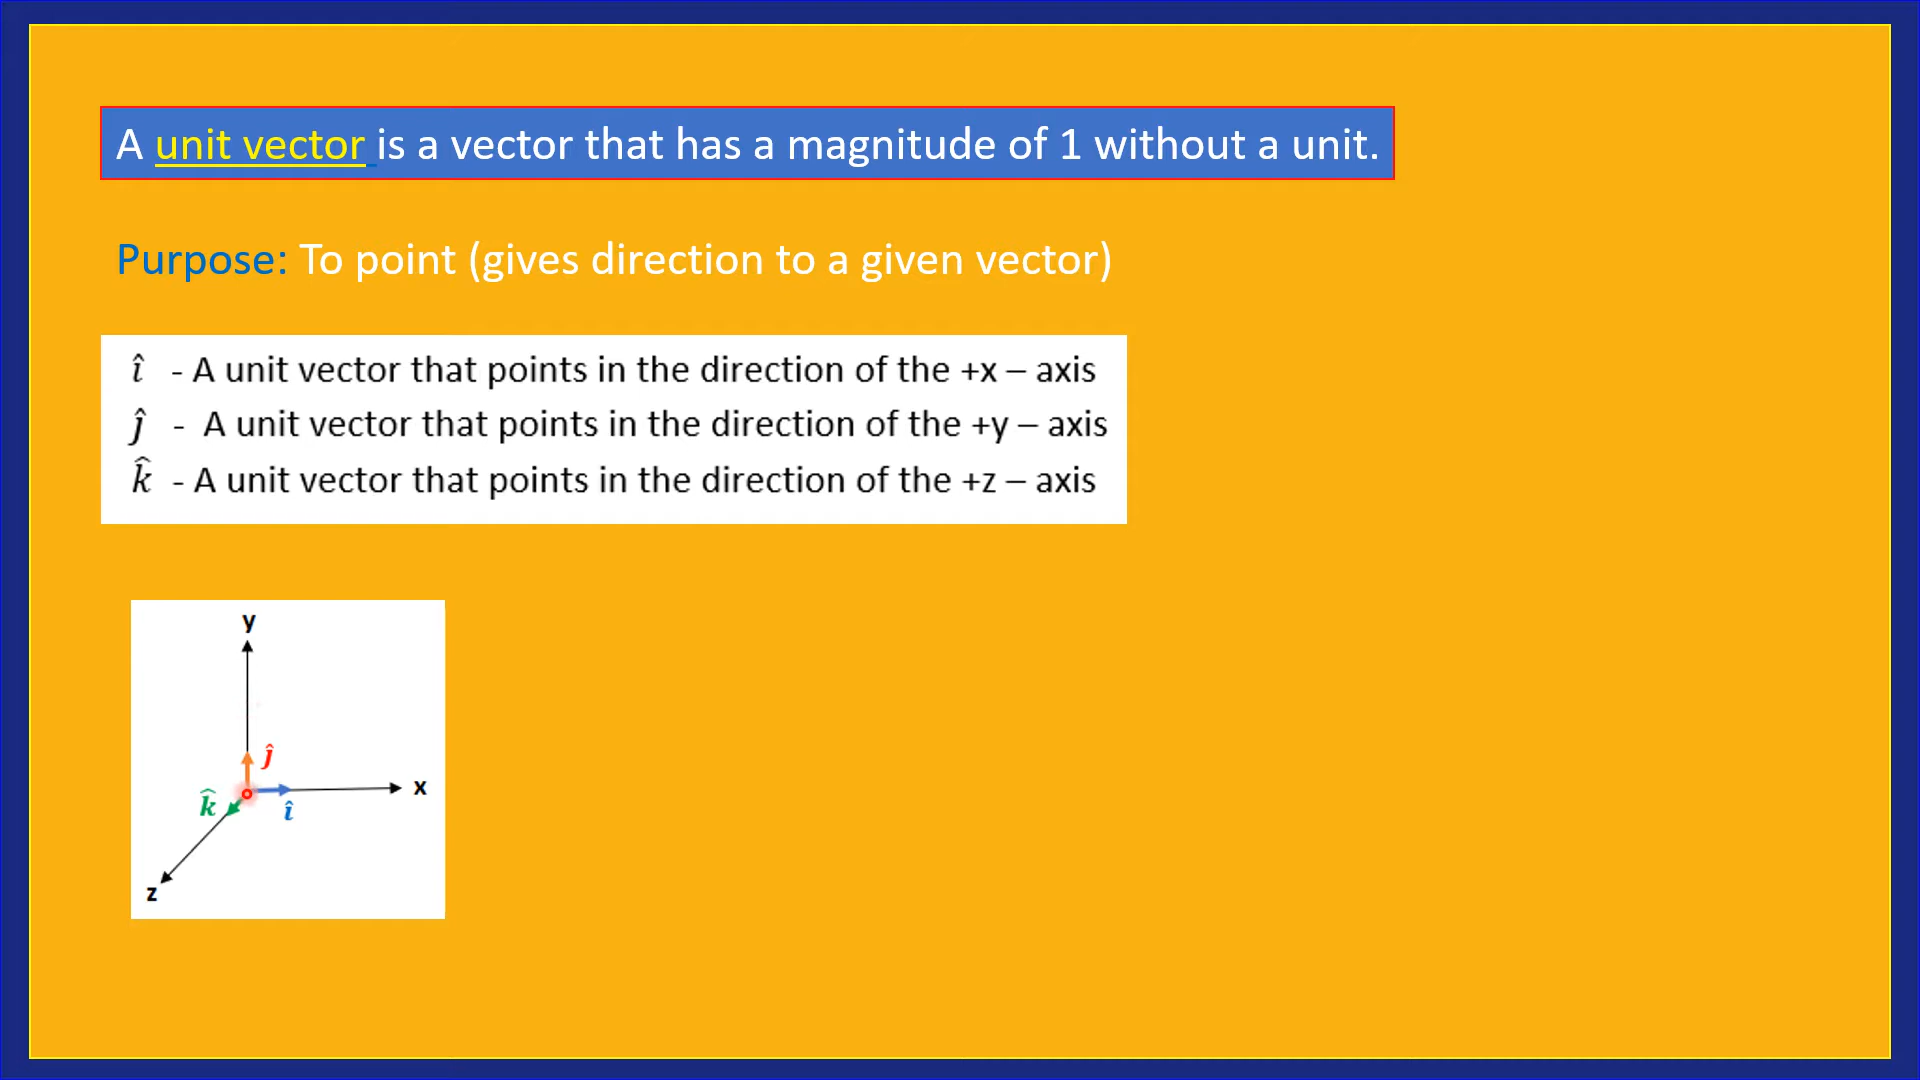 A unit vector is a vector that has a magnitude of 1 without a unit.
Purpose: To point (gives direction to a given vector)
î - A unit vector that points in the direction of the +x – axis
ĵ - A unit vector that points in the direction of the +y – axis
k̂ - A unit vector that points in the direction of the +z – axis
y
ĵ
x
k̂
î
z